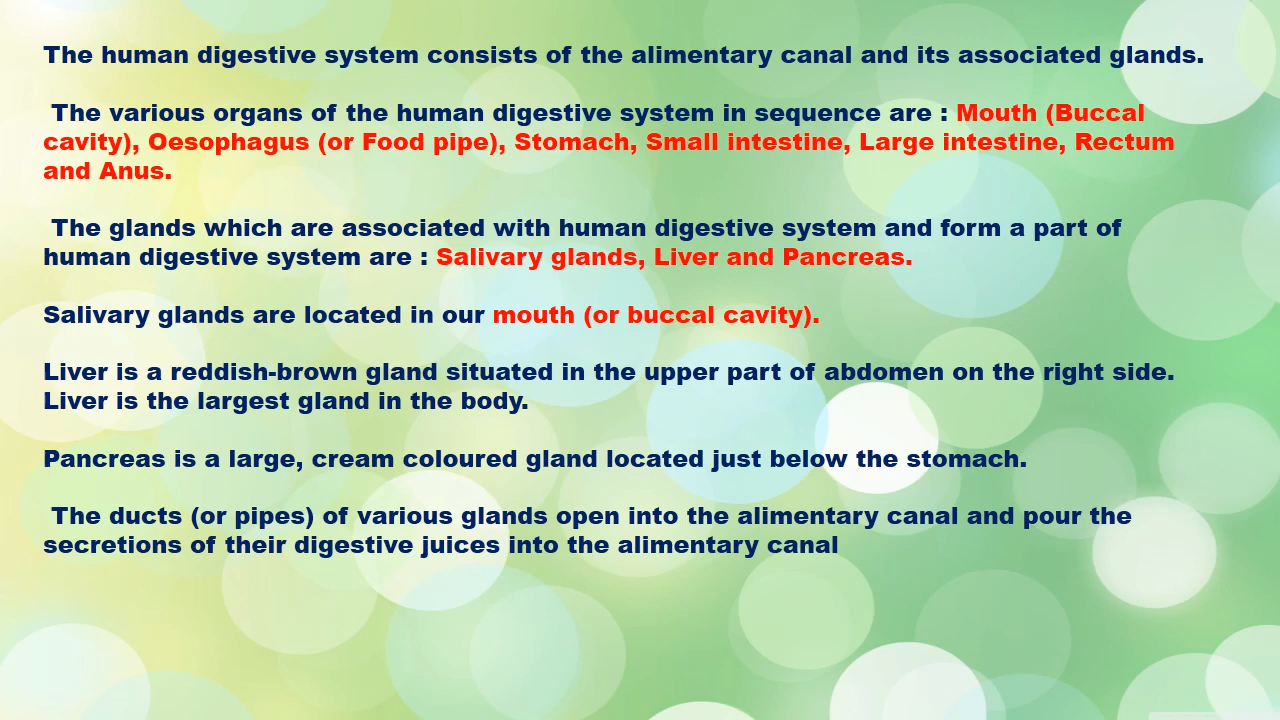 The human digestive system consists of the alimentary canal and its associated glands.
The various organs of the human digestive system in sequence are : Mouth (Buccal
cavity), Oesophagus (or Food pipe), Stomach, Small intestine, Large intestine, Rectum
and Anus.
The glands which are associated with human digestive system and form a part of
human digestive system are : Salivary glands, Liver and Pancreas.
Salivary glands are located in our mouth (or buccal cavity).
Liver is a reddish-brown gland situated in the upper part of abdomen on the right side.
Liver is the largest gland in the body.
Pancreas is a large, cream coloured gland located just below the stomach.
The ducts (or pipes) of various glands open into the alimentary canal and pour the
secretions of their digestive juices into the alimentary canal